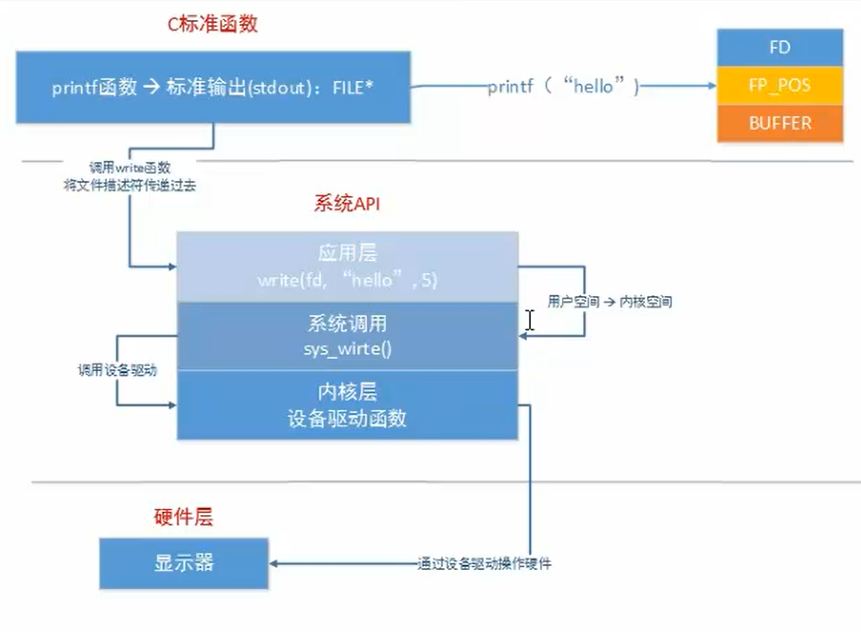 C标准函数
printf函数 → 标准输出(stdout)：FILE*
printf（“hello”)
FD
FP_POS
BUFFER
调用write函数
将文件描述符传递过去
系统API
应用层
write(fd, “hello”, 5)
用户空间 → 内核空间
系统调用
sys_wirte()
调用设备驱动
内核层
设备驱动函数
硬件层
显示器
通过设备驱动操作硬件